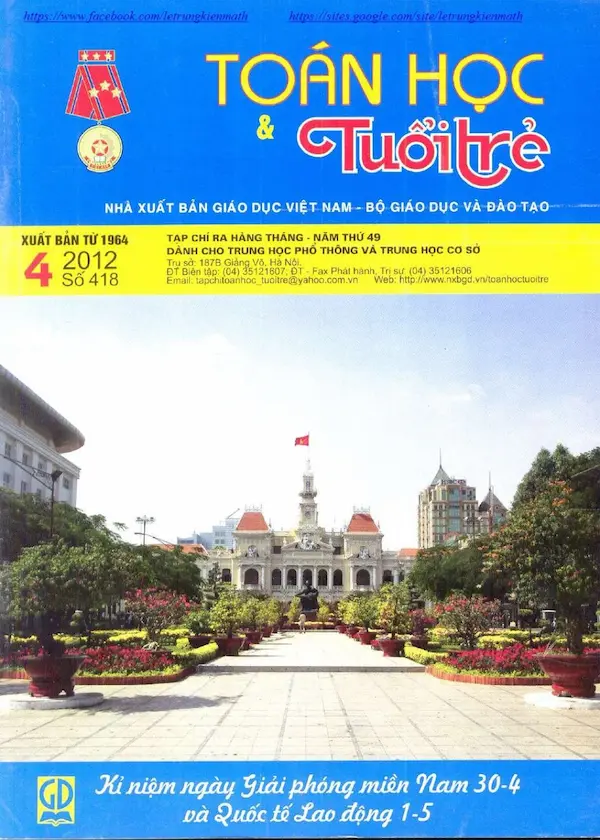 https://www.facebook.com/letrungkienmath https://sites.google.com/site/letrungkienmath
TOÁN HỌC
& Tuổi trẻ
NHÀ XUẤT BẢN GIÁO DỤC VIỆT NAM - BỘ GIÁO DỤC VÀ ĐÀO TẠO
XUẤT BẢN TỪ 1964
4 2012
Số 418
TẠP CHÍ RA HÀNG THÁNG - NĂM THỨ 49
DÀNH CHO TRUNG HỌC PHỔ THÔNG VÀ TRUNG HỌC CƠ SỞ
Trụ sở: 187B Giảng Võ, Hà Nội.
ĐT Biên tập: (04) 35121607, ĐT - Fax Phát hành, Trị sự: (04) 35121606
Email: tapchitoanhoc_tuoitre@yahoo.com.vn Web: http://www.nxbgd.vn/toanhoctuoitre
GD
Kỉ niệm ngày Giải phóng miền Nam 30-4
và Quốc tế Lao động 1-5